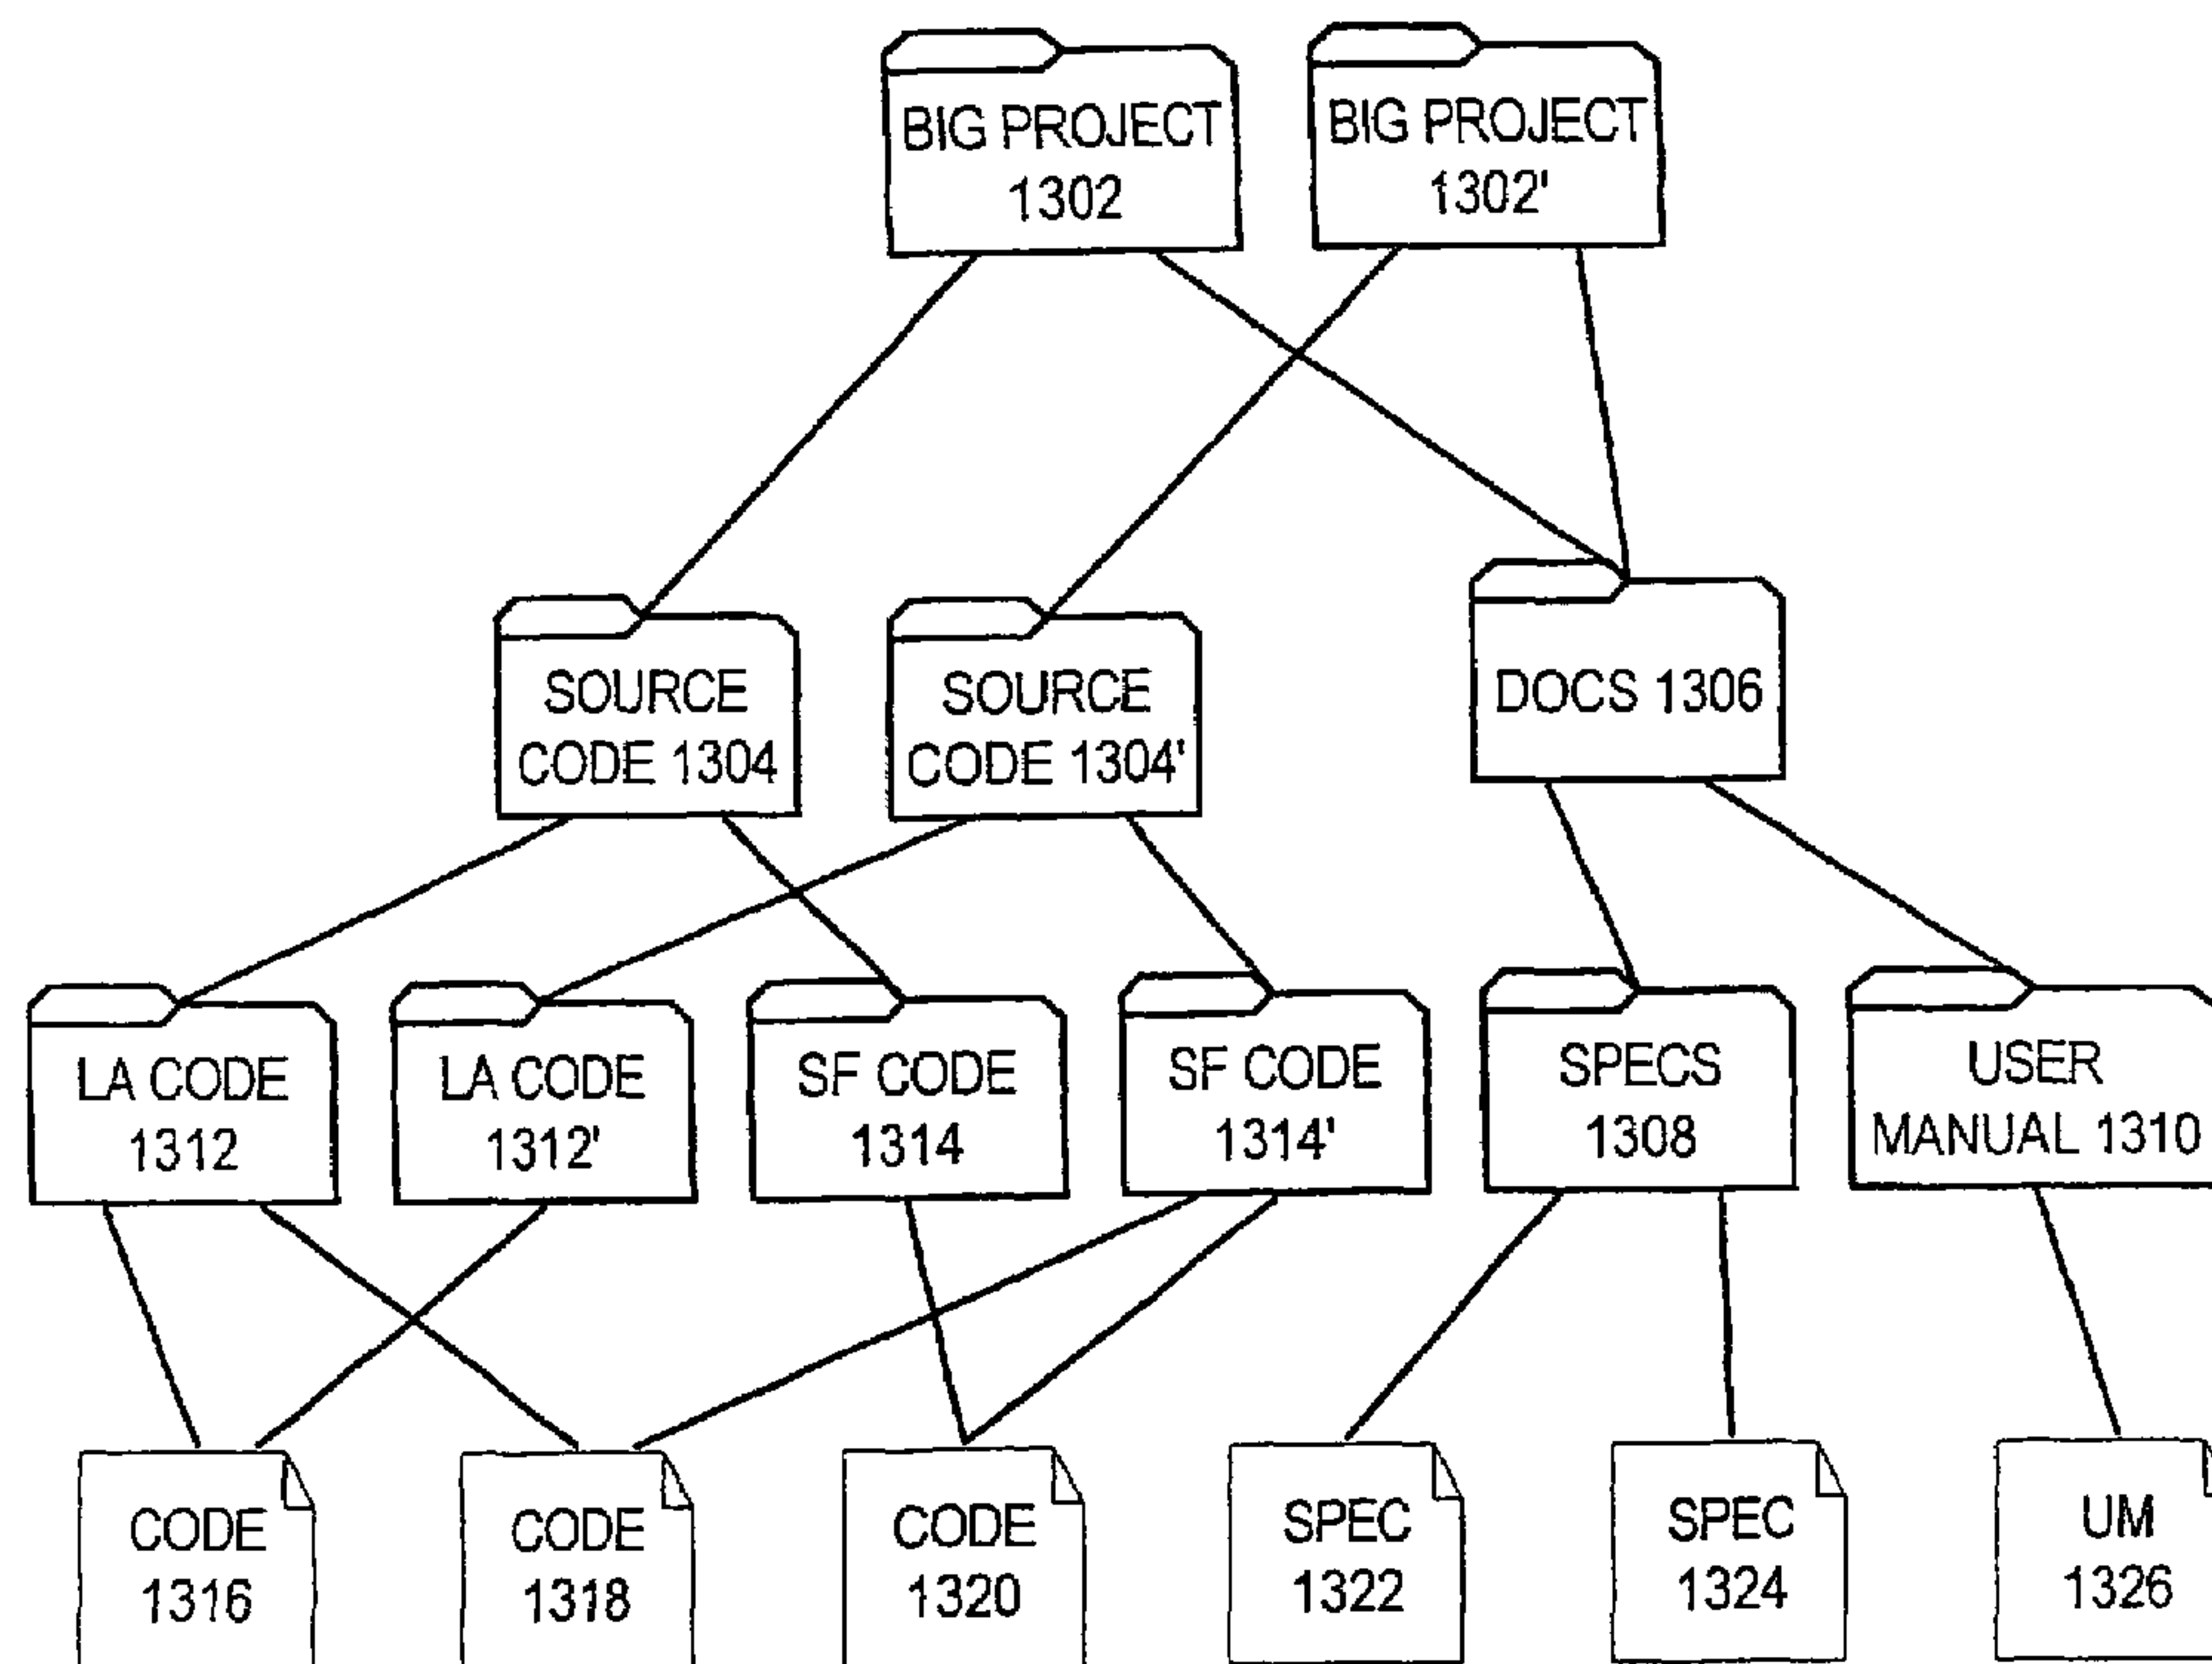 BIG PROJECT
1302
BIG PROJECT
1302'
SOURCE
CODE 1304
SOURCE
CODE 1304'
DOCS 1306
LA CODE
1312
LA CODE
1312'
SF CODE
1314
SF CODE
1314'
SPECS
1308
USER
MANUAL 1310
CODE
1316
CODE
1318
CODE
1320
SPEC
1322
SPEC
1324
UM
1326